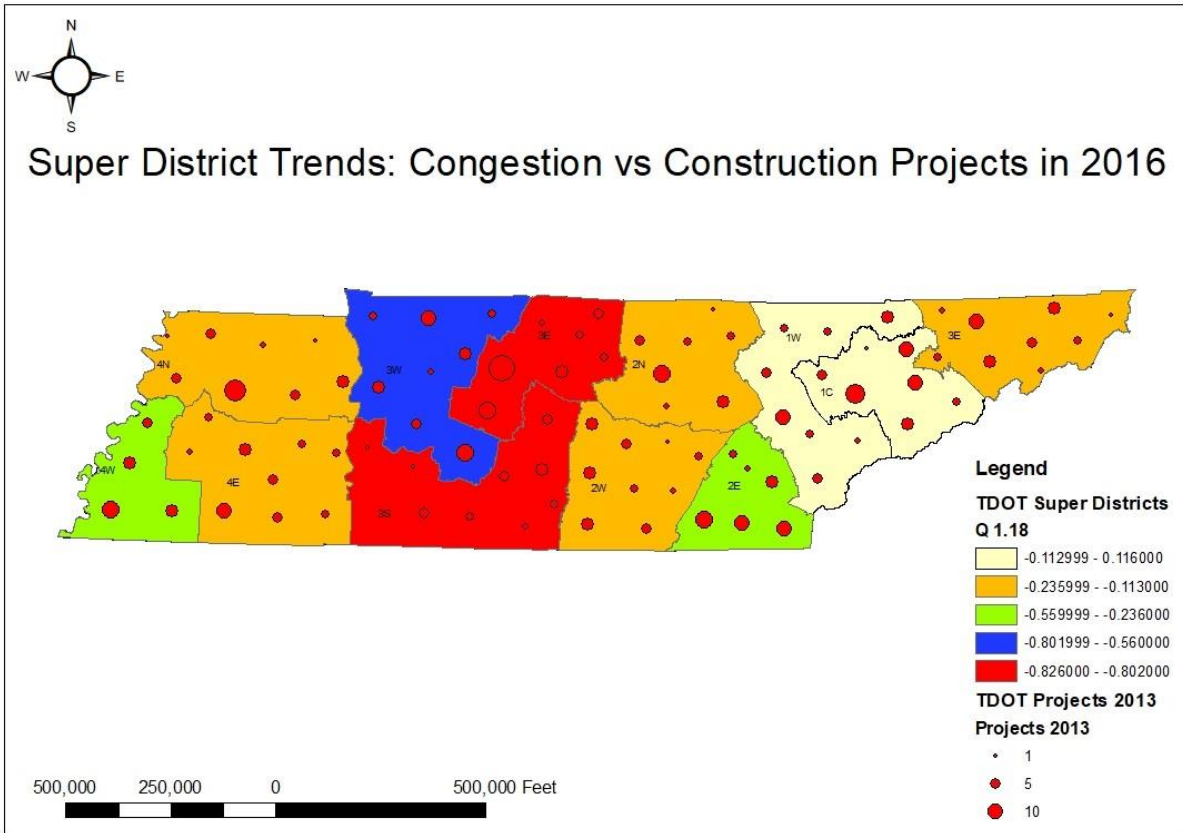 N
W E
S
Super District Trends: Congestion vs Construction Projects in 2016
4N
3W
3E
2N
1W
3E
1C
4W
4E
3S
2W
2E
Legend
TDOT Super Districts
Q 1.18
-0.112999 - 0.116000
-0.235999 - -0.113000
-0.559999 - -0.236000
-0.801999 - -0.560000
-0.826000 - -0.802000
TDOT Projects 2013
Projects 2013
1
5
10
500,000 250,000 0 500,000 Feet